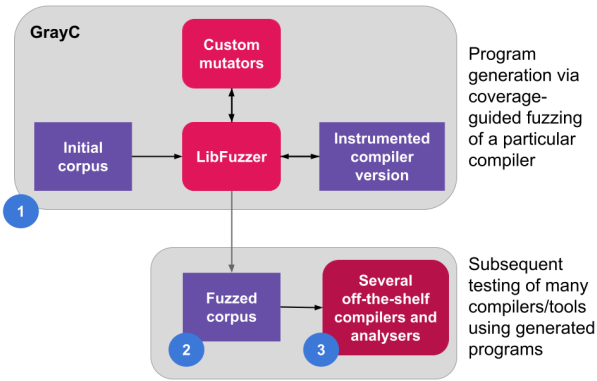 GrayC
Custom
mutators
Initial
corpus
LibFuzzer
Instrumented
compiler
version
Program
generation via
coverage-
guided fuzzing
of a particular
compiler
1
Fuzzed
corpus
Several
off-the-shelf
compilers and
analysers
2
3
Subsequent
testing of many
compilers/tools
using generated
programs